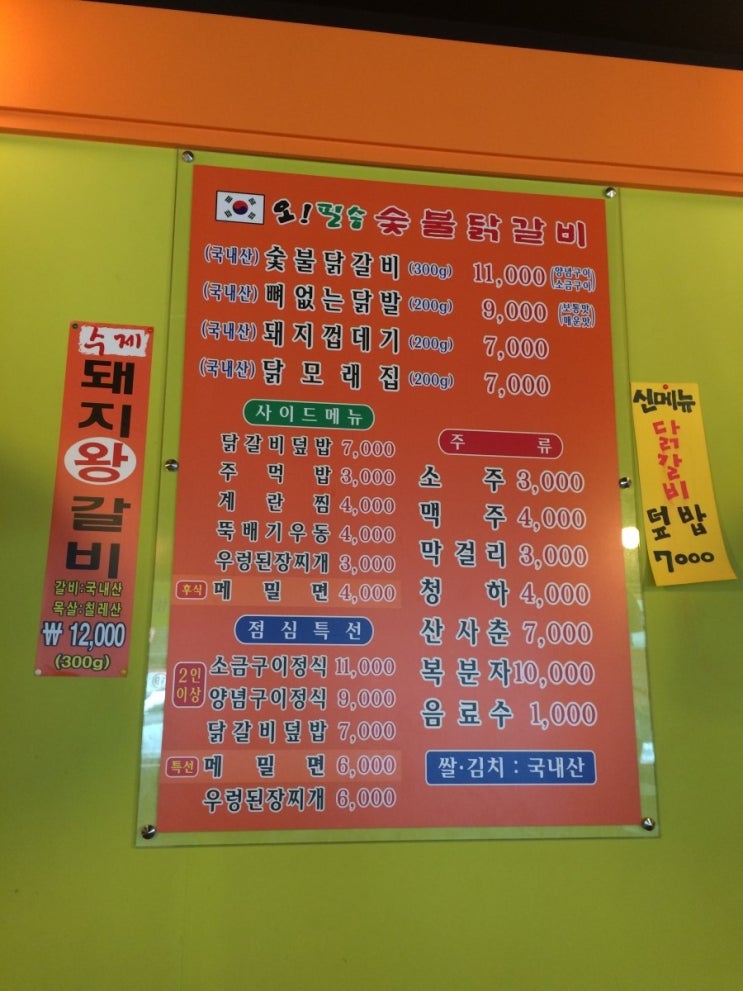 오! 필승 숯불닭갈비
(국내산) 숯불닭갈비 (300g) 11,000 (양념구이 소금구이)
(국내산) 뼈없는닭발 (200g) 9,000 (보통맛 매운맛)
(국내산) 돼지껍데기 (200g) 7,000
(국내산) 닭모래집 (200g) 7,000
사이드메뉴
닭갈비덮밥 7,000
주먹밥 3,000
계란찜 4,000
뚝배기우동 4,000
우렁된장찌개 3,000
후식 메밀면 4,000
점심특선
2인이상
소금구이정식 11,000
양념구이정식 9,000
닭갈비덮밥 7,000
특선 메밀면 6,000
우렁된장찌개 6,000
주류
소주 3,000
맥주 4,000
막걸리 3,000
청하 4,000
산사춘 7,000
복분자 10,000
음료수 1,000
쌀·김치 : 국내산
수제
돼지왕갈비
갈비:국내산
목살:칠레산
₩ 12,000
(300g)
신메뉴
닭갈비
덮밥
7000